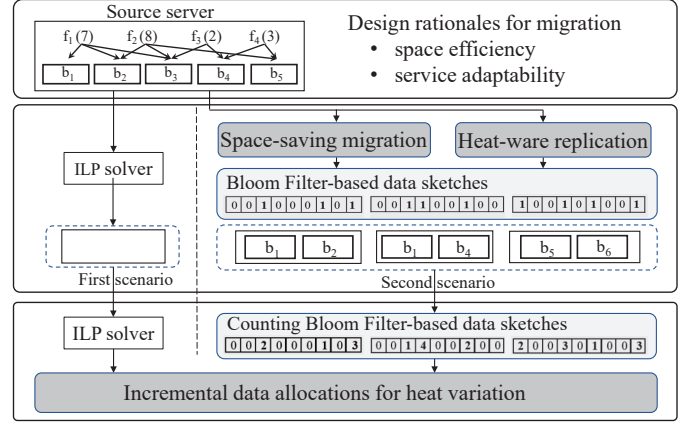 Source server
f1 (7) f2 (8) f3 (2) f4 (3)
b1 b2 b3 b4 b5
Design rationales for migration
• space efficiency
• service adaptability
Space-saving migration
Heat-ware replication
ILP solver
Bloom Filter-based data sketches
0 0 1 0 0 0 1 0 1
0 0 1 1 0 0 1 0 0
1 0 0 1 0 1 0 0 1
b1 b2
b1 b4
b5 b6
First scenario
Second scenario
ILP solver
Counting Bloom Filter-based data sketches
0 0 2 0 0 0 1 0 3
0 0 1 4 0 0 2 0 0
2 0 0 3 0 1 0 0 3
Incremental data allocations for heat variation